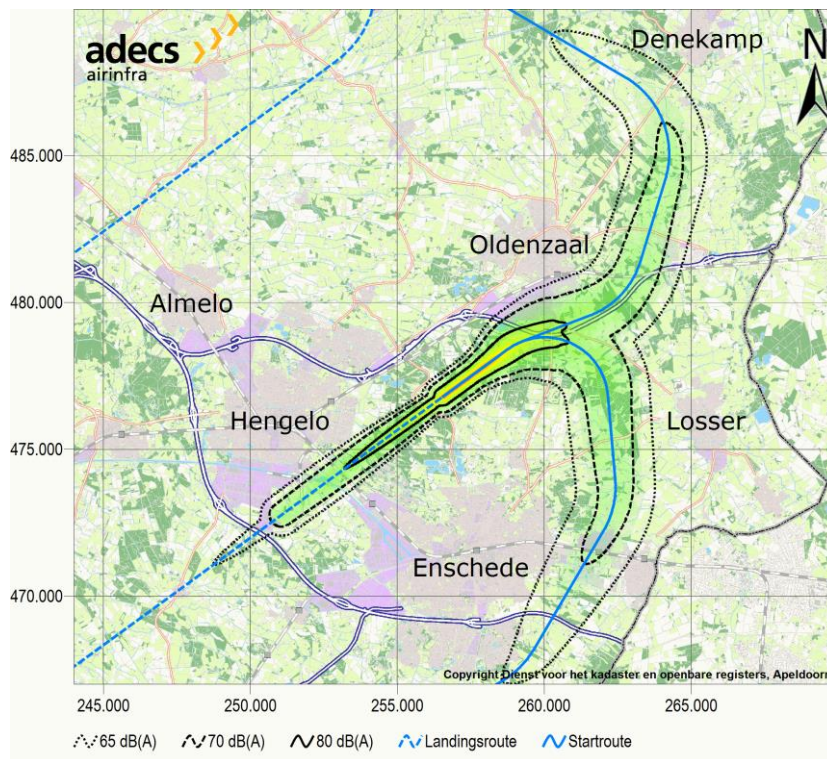 adecs
airinfra
Denekamp
N
485.000
Oldenzaal
480.000
Almelo
Hengelo
Losser
475.000
Enschede
470.000
Copyright Dienst voor het kadaster en openbare registers, Apeldoorn
245.000 250.000 255.000 260.000 265.000
65 dB(A) 70 dB(A) 80 dB(A) Landingsroute Startroute